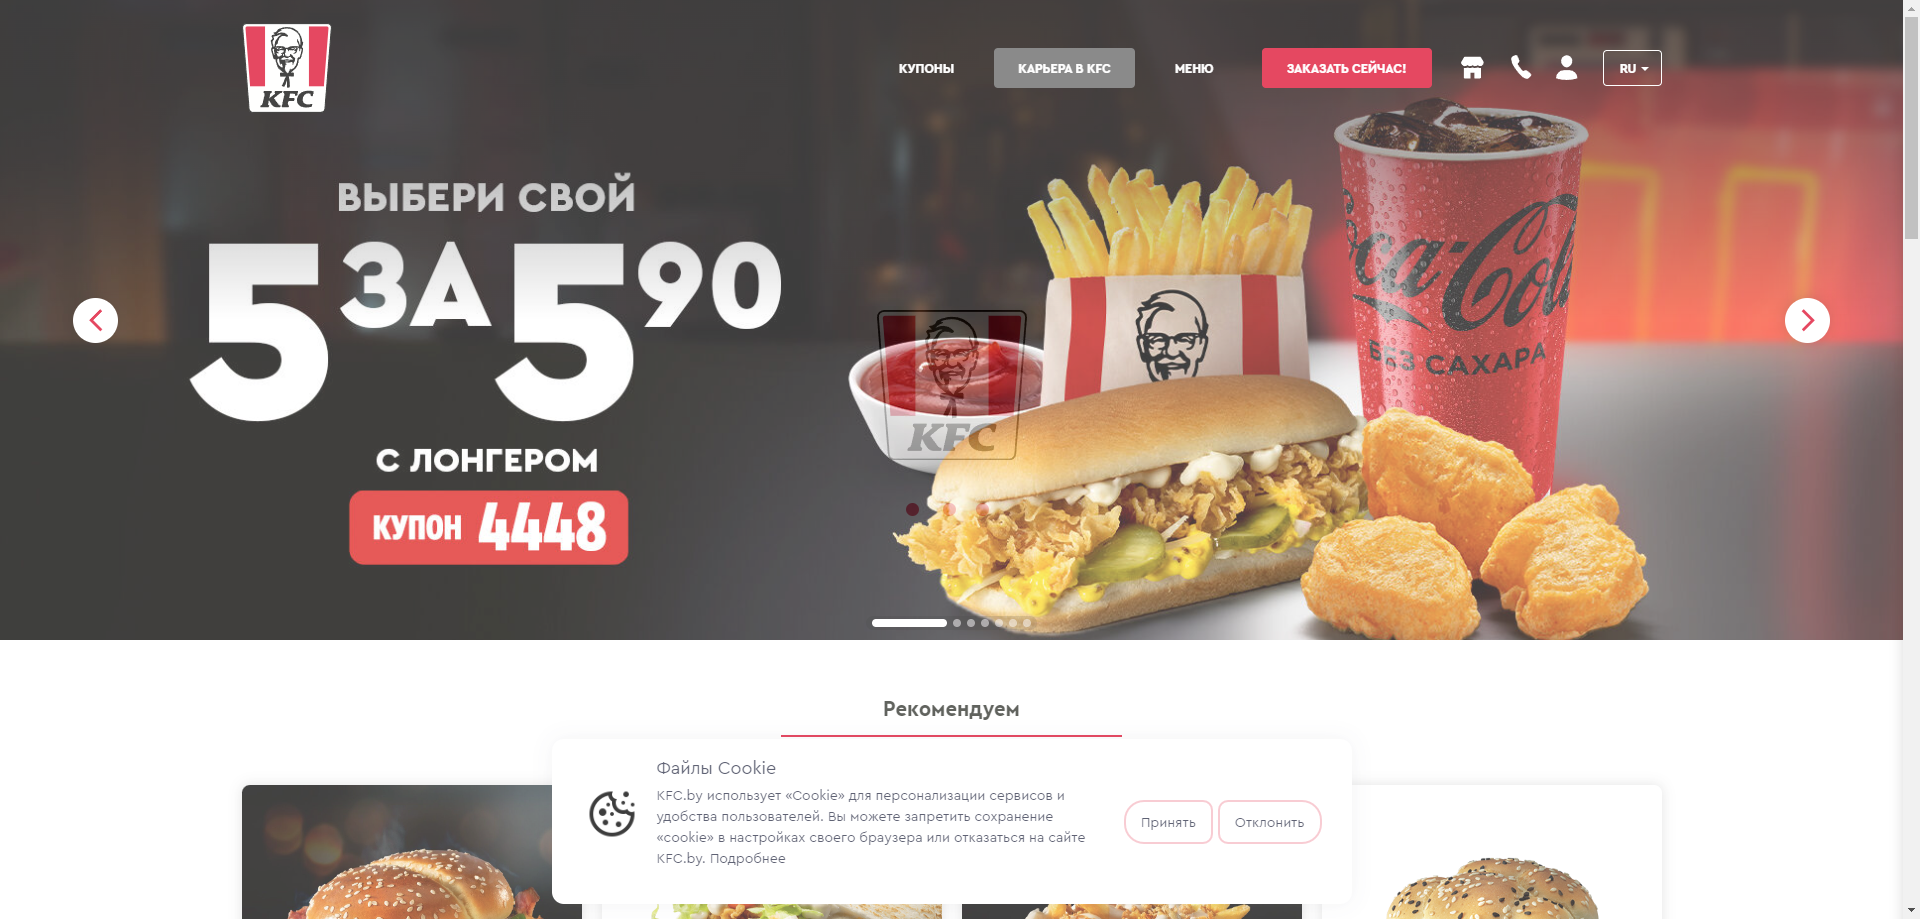 KFC
КУПОНЫ
КАРЬЕРА В KFC
МЕНЮ
ЗАКАЗАТЬ СЕЙЧАС!
RU
ВЫБЕРИ СВОЙ
5 ЗА 5 90
С ЛОНГЕРОМ
КУПОН 4448
Coca-Cola
БЕЗ САХАРА
KFC
Рекомендуем
Файлы Cookie
KFC.by использует «Cookie» для персонализации сервисов и
удобства пользователей. Вы можете запретить сохранение
«cookie» в настройках своего браузера или отказаться на сайте
KFC.by. Подробнее
Принять
Отклонить